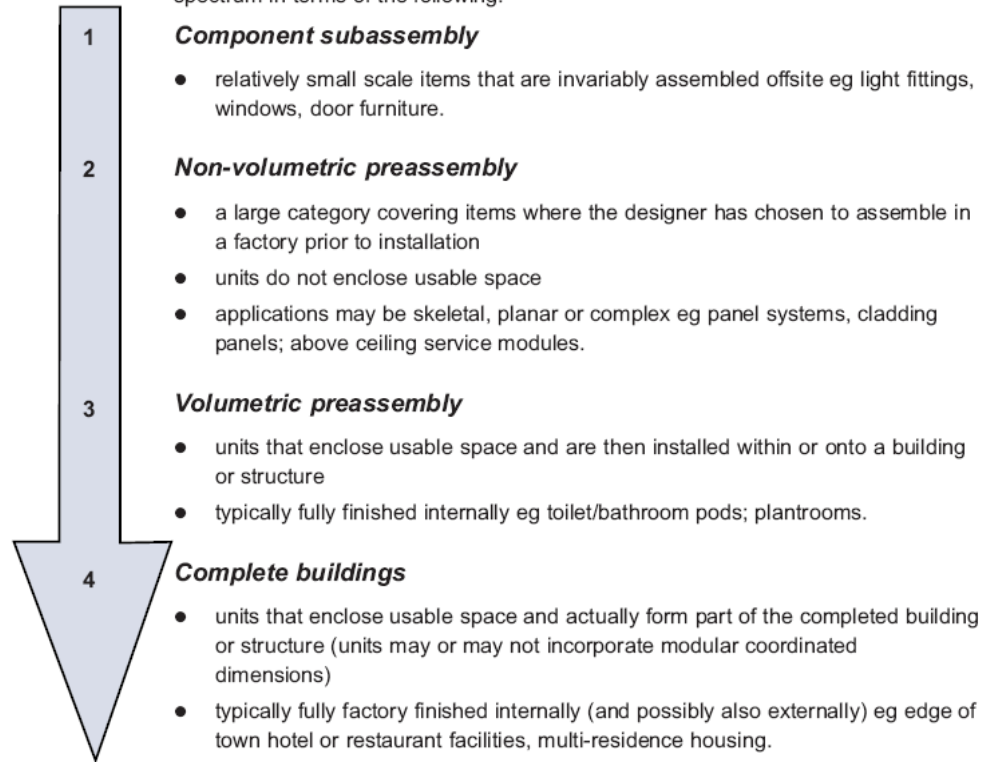 spectrum in terms of the following:
1 Component subassembly
● relatively small scale items that are invariably assembled offsite eg light fittings,
windows, door furniture.
2 Non-volumetric preassembly
● a large category covering items where the designer has chosen to assemble in
a factory prior to installation
● units do not enclose usable space
● applications may be skeletal, planar or complex eg panel systems, cladding
panels; above ceiling service modules.
3 Volumetric preassembly
● units that enclose usable space and are then installed within or onto a building
or structure
● typically fully finished internally eg toilet/bathroom pods; plantrooms.
4 Complete buildings
● units that enclose usable space and actually form part of the completed building
or structure (units may or may not incorporate modular coordinated
dimensions)
● typically fully factory finished internally (and possibly also externally) eg edge of
town hotel or restaurant facilities, multi-residence housing.